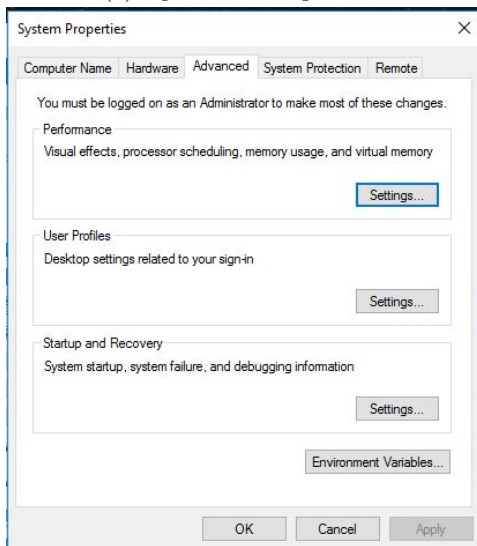 System Properties
Computer Name Hardware Advanced System Protection Remote
You must be logged on as an Administrator to make most of these changes.
Performance
Visual effects, processor scheduling, memory usage, and virtual memory
Settings...
User Profiles
Desktop settings related to your sign-in
Settings...
Startup and Recovery
System startup, system failure, and debugging information
Settings...
Environment Variables...
OK Cancel Apply